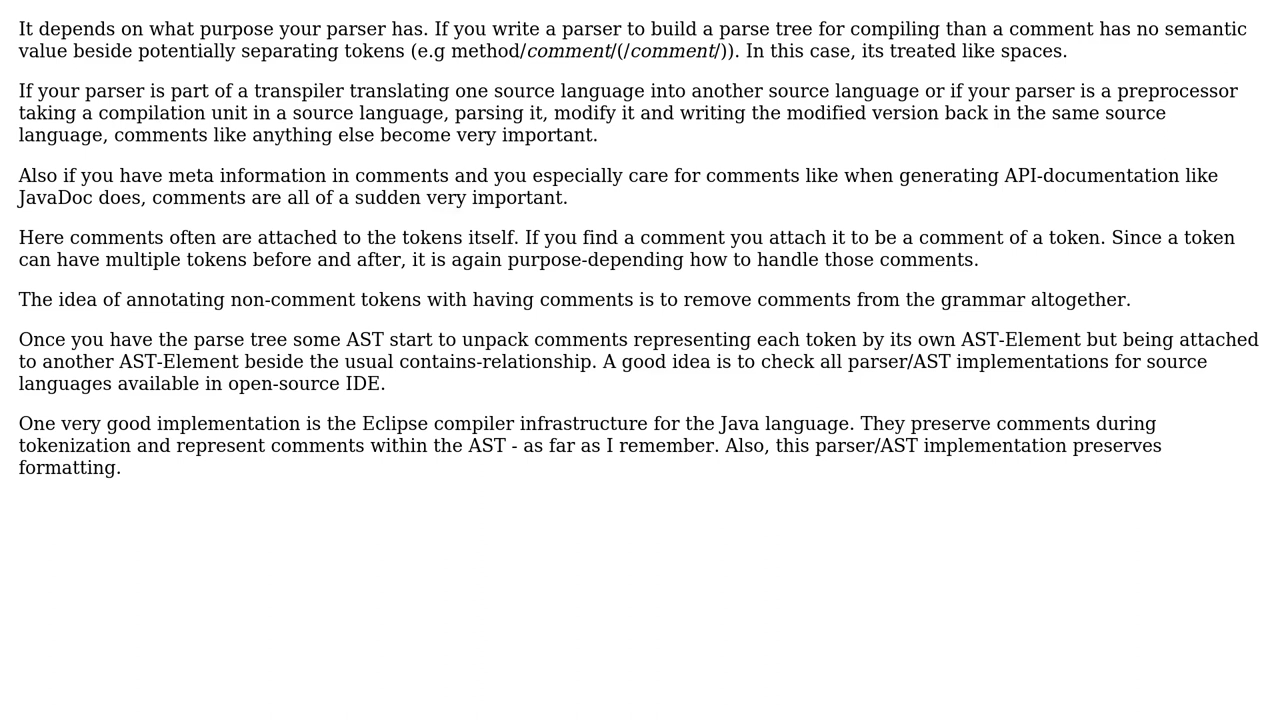 It depends on what purpose your parser has. If you write a parser to build a parse tree for compiling than a comment has no semantic
value beside potentially separating tokens (e.g method/comment/(/comment/)). In this case, its treated like spaces.
If your parser is part of a transpiler translating one source language into another source language or if your parser is a preprocessor
taking a compilation unit in a source language, parsing it, modify it and writing the modified version back in the same source
language, comments like anything else become very important.
Also if you have meta information in comments and you especially care for comments like when generating API-documentation like
JavaDoc does, comments are all of a sudden very important.
Here comments often are attached to the tokens itself. If you find a comment you attach it to be a comment of a token. Since a token
can have multiple tokens before and after, it is again purpose-depending how to handle those comments.
The idea of annotating non-comment tokens with having comments is to remove comments from the grammar altogether.
Once you have the parse tree some AST start to unpack comments representing each token by its own AST-Element but being attached
to another AST-Element beside the usual contains-relationship. A good idea is to check all parser/AST implementations for source
languages available in open-source IDE.
One very good implementation is the Eclipse compiler infrastructure for the Java language. They preserve comments during
tokenization and represent comments within the AST - as far as I remember. Also, this parser/AST implementation preserves
formatting.